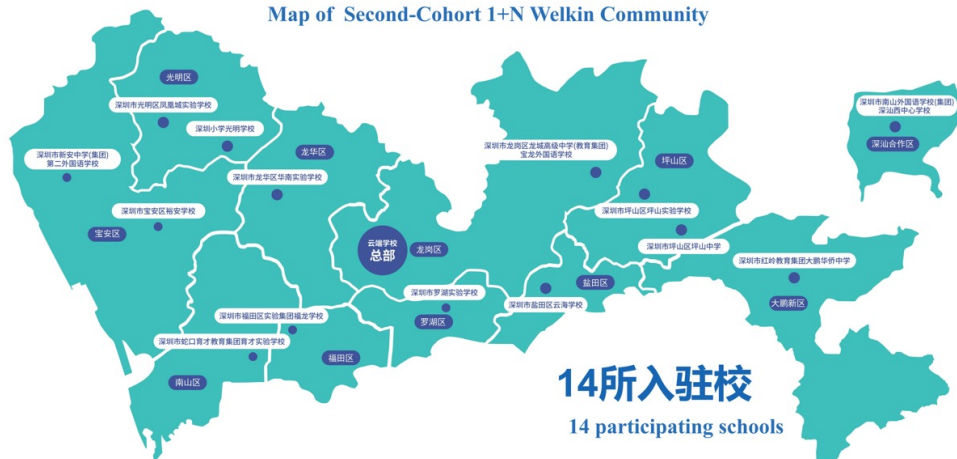 Map of Second-Cohort 1+N Welkin Community
光明区
深圳市光明区凤凰城实验学校
深圳小学光明学校
深圳市新安中学(集团)
第二外国语学校
龙华区
深圳市龙华区华南实验学校
深圳市宝安区裕安学校
宝安区
云端学校
总部
龙岗区
深圳市龙岗区龙城高级中学(教育集团)
宝龙外国语学校
坪山区
深圳市坪山区坪山实验学校
深圳市坪山区坪山中学
深圳市南山外国语学校(集团)
深汕西中心学校
深汕合作区
深圳市红岭教育集团大鹏华侨中学
大鹏新区
盐田区
深圳市盐田区云海学校
深圳市罗湖实验学校
罗湖区
深圳市福田区实验集团福龙学校
深圳市蛇口育才教育集团育才实验学校
福田区
南山区
14所入驻校
14 participating schools